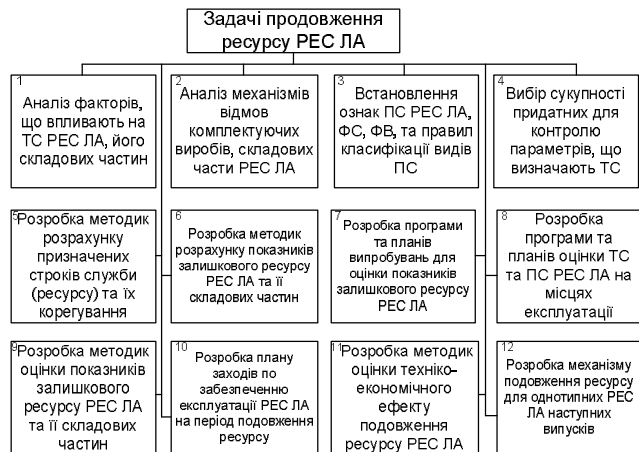 Задачі продовження
ресурсу РЕС ЛА
1
Аналіз факторів,
що впливають на
ТС РЕС ЛА, його
складових частин
2
Аналіз механізмів
відмов
комплектуючих
виробів, складових
части РЕС ЛА
3
Встановлення
ознак ПС РЕС ЛА,
ФС, ФВ, та правил
класифікації видів
ПС
4
Вибір сукупності
придатних для
контролю
параметрів, що
визначають ТС
5
Розробка методик
розрахунку
призначених
строків служби
(ресурсу) та їх
корегування
6
Розробка методик
розрахунку показників
залишкового ресурсу
РЕС ЛА та її
складових частин
7
Розробка програми
та планів
випробувань для
оцінки показників
залишкового ресурсу
РЕС ЛА
8
Розробка
програми та
планів оцінки ТС
та ПС РЕС ЛА на
місцях
експлуатації
9
Розробка методик
оцінки показників
залишкового
ресурсу РЕС ЛА
та її складових
частин
10
Розробка плану
заходів по
забезпеченню
експлуатації РЕС ЛА
на період подовження
ресурсу
11
Розробка методик
оцінки техніко-
економічного
ефекту
подовження
ресурсу РЕС ЛА
12
Розробка механізму
подовження ресурсу
для однотипних РЕС
ЛА наступних
випусків